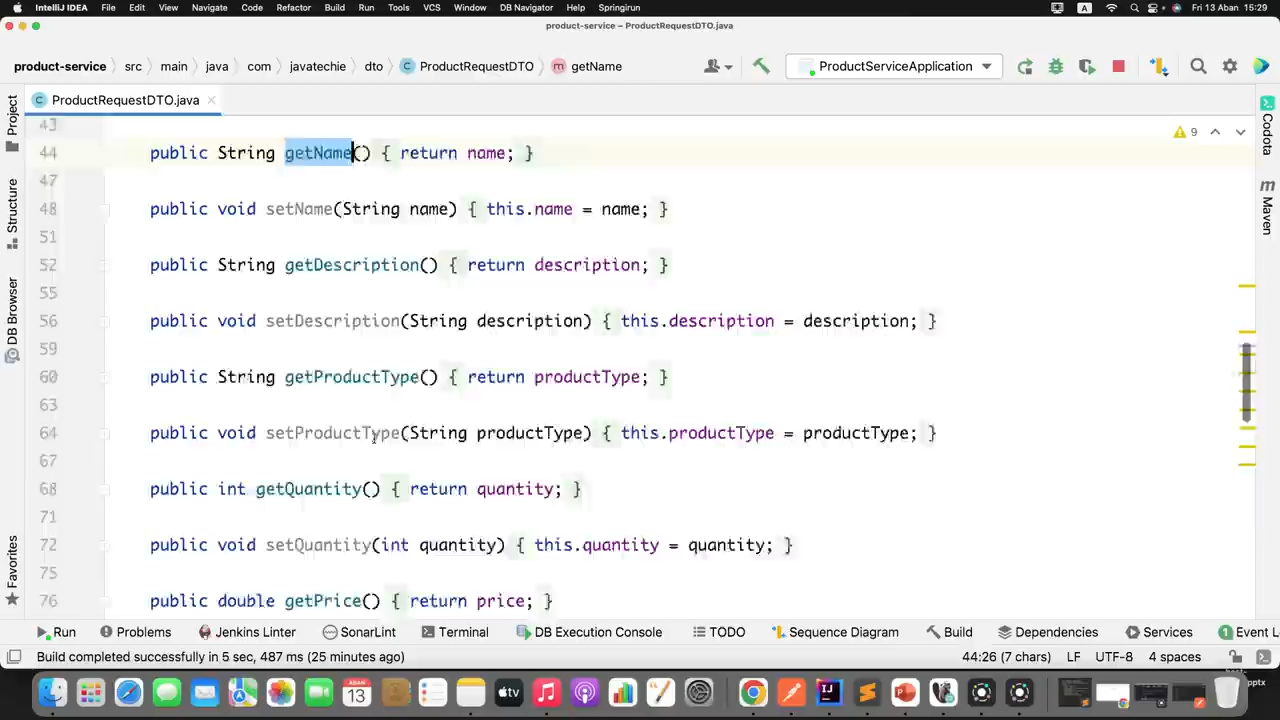 IntelliJ IDEA File Edit View Navigate Code Refactor Build Run Tools VCS Window DB Navigator Help Springirun A Fri 13 Aban 15:29
product-service – ProductRequestDTO.java
product-service src main java com javatechie dto C ProductRequestDTO m getName ProductServiceApplication
C ProductRequestDTO.java
Project
Structure
DB Browser
Favorites
Codota
m Maven
9
43
44 public String getName() { return name; }
47
48 public void setName(String name) { this.name = name; }
51
52 public String getDescription() { return description; }
55
56 public void setDescription(String description) { this.description = description; }
59
60 public String getProductType() { return productType; }
63
64 public void setProductType(String productType) { this.productType = productType; }
67
68 public int getQuantity() { return quantity; }
71
72 public void setQuantity(int quantity) { this.quantity = quantity; }
75
76 public double getPrice() { return price; }
Run Problems Jenkins Linter SonarLint Terminal DB Execution Console TODO Sequence Diagram Build Dependencies Services 1 Event L
Build completed successfully in 5 sec, 487 ms (25 minutes ago) 44:26 (7 chars) LF UTF-8 4 spaces
ABAN
13
tv
IJ
pptx